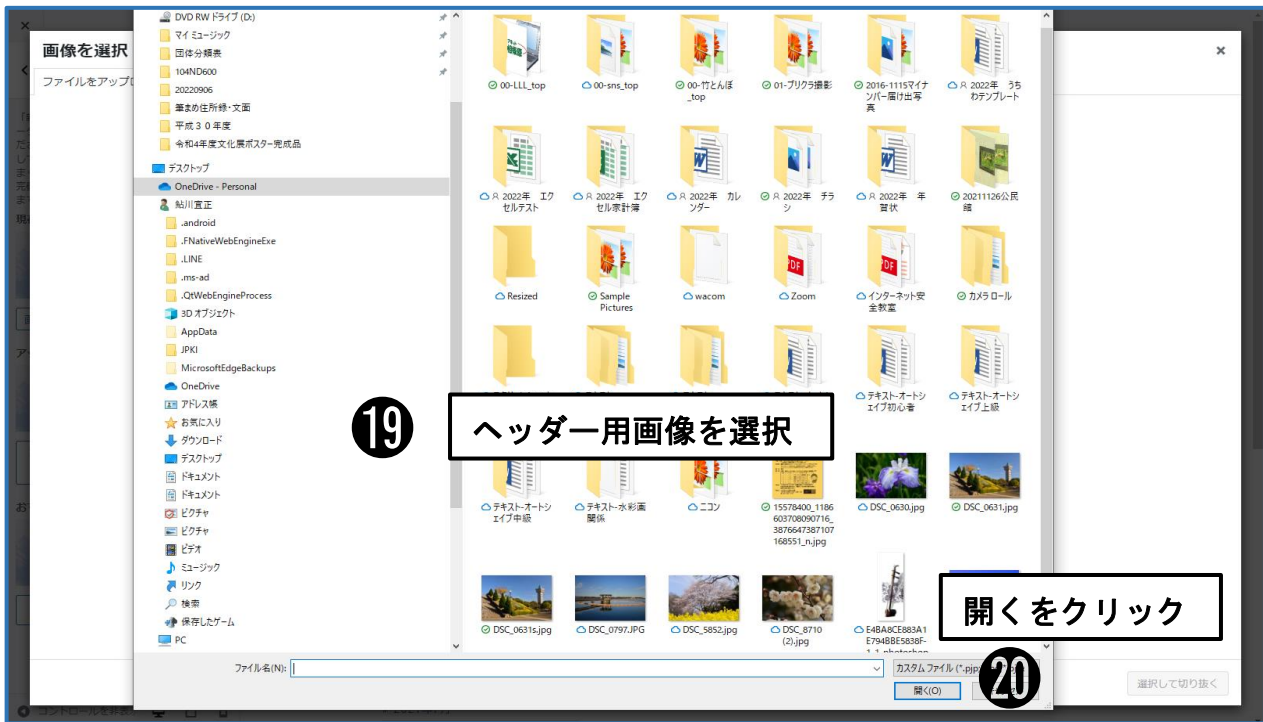 画像を選択
ファイルをアップロ
DVD RW ドライブ (D:)
マイ ミュージック
団体分類表
104ND600
20220906
筆まめ住所録・文面
平成３０年度
令和4年度文化展ポスター完成品
デスクトップ
OneDrive - Personal
鮎川宣正
.android
.FNativeWebEngineExe
.LINE
.ms-ad
.QtWebEngineProcess
3D オブジェクト
AppData
JPKI
MicrosoftEdgeBackups
OneDrive
アドレス帳
お気に入り
ダウンロード
デスクトップ
ドキュメント
ドキュメント
ピクチャ
ピクチャ
ビデオ
ミュージック
リンク
検索
保存したゲーム
PC
00-LLL_top
00-sns_top
00-竹とんぼ
_top
01-プリクラ撮影
2016-1115マイナ
ンバー届け出写
真
2022年　うち
わテンプレート
2022年　エク
セルテスト
2022年　エク
セル家計簿
2022年　カレ
ンダー
2022年　チラ
シ
2022年　年
賀状
20211126公民
館
Resized
Sample
Pictures
wacom
Zoom
インターネット安
全教室
カメラ ロール
テキスト-オートシ
ェイプ初心者
テキスト-オートシ
ェイプ上級
⓳
ヘッダー用画像を選択
テキスト-オートシ
ェイプ中級
テキスト-水彩画
関係
ニコン
15578400_1186
603708090716_
3876647387107
168551_n.jpg
DSC_0630.jpg
DSC_0631.jpg
DSC_0631s.jpg
DSC_0797.JPG
DSC_5852.jpg
DSC_8710
(2).jpg
E4BA8CE883A1
E794BBE5838F-
開くをクリック
⓴
ファイル名(N):
カスタム ファイル (*.pjp;
開く(O)
選択して切り抜く